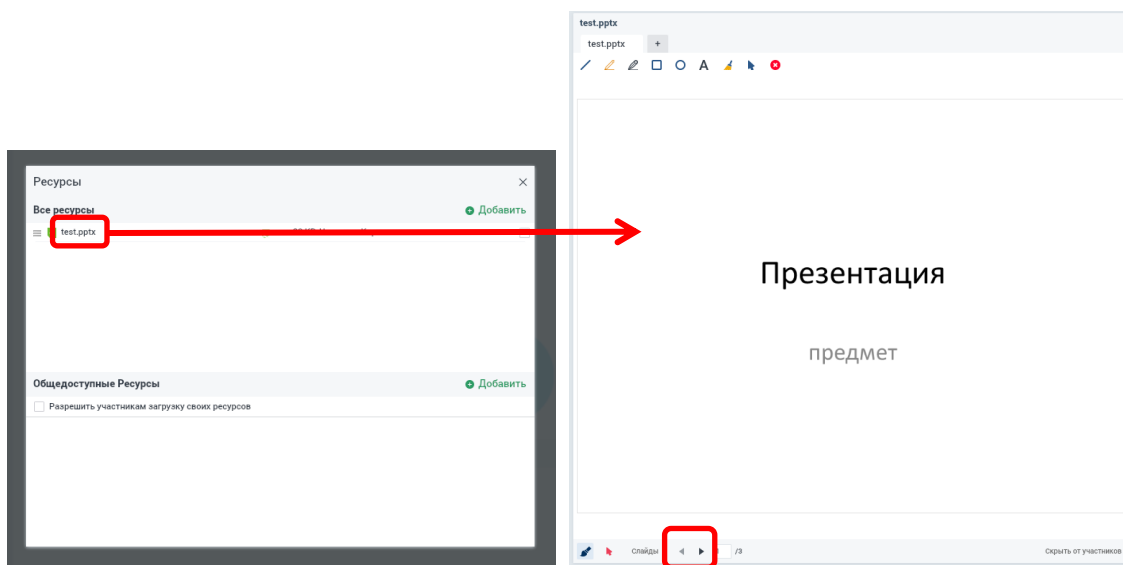 Ресурсы
Все ресурсы
Добавить
test.pptx
Общедоступные Ресурсы
Добавить
Разрешить участникам загрузку своих ресурсов
test.pptx
test.pptx +
A
Презентация
предмет
Слайды /3
Скрыть от участников